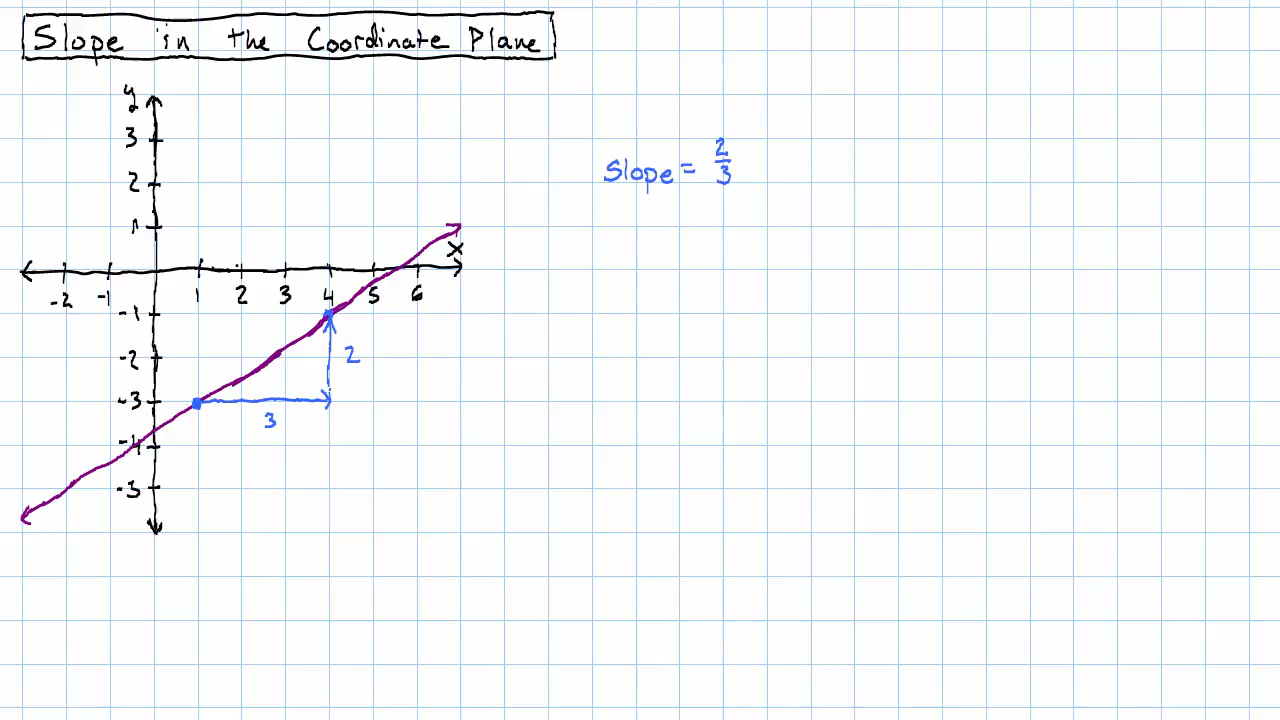 Slope in the Coordinate Plane
y
3
2
1
x
-2 -1 1 2 3 4 5 6
-1
-2
-3
-4
-3
2
3
Slope = 2/3